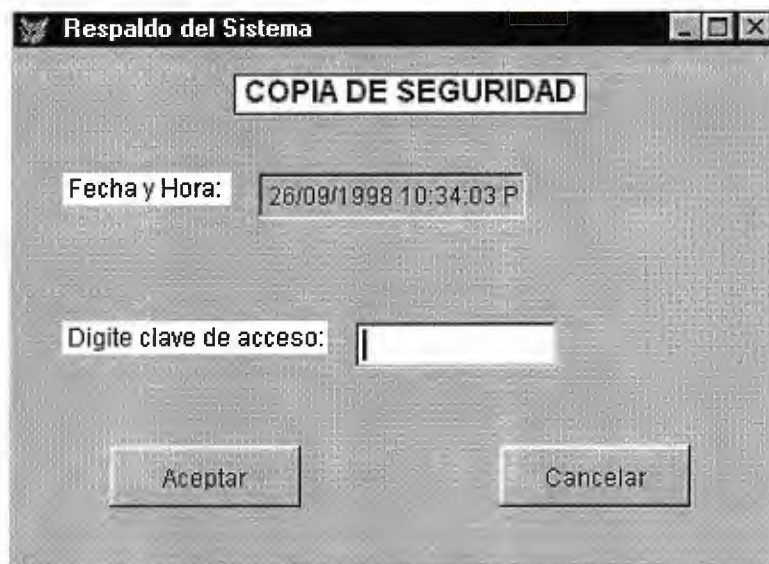 Respaldo del Sistema
COPIA DE SEGURIDAD
Fecha y Hora: 26/09/1998 10:34:03 P
Digite clave de acceso:
Aceptar Cancelar